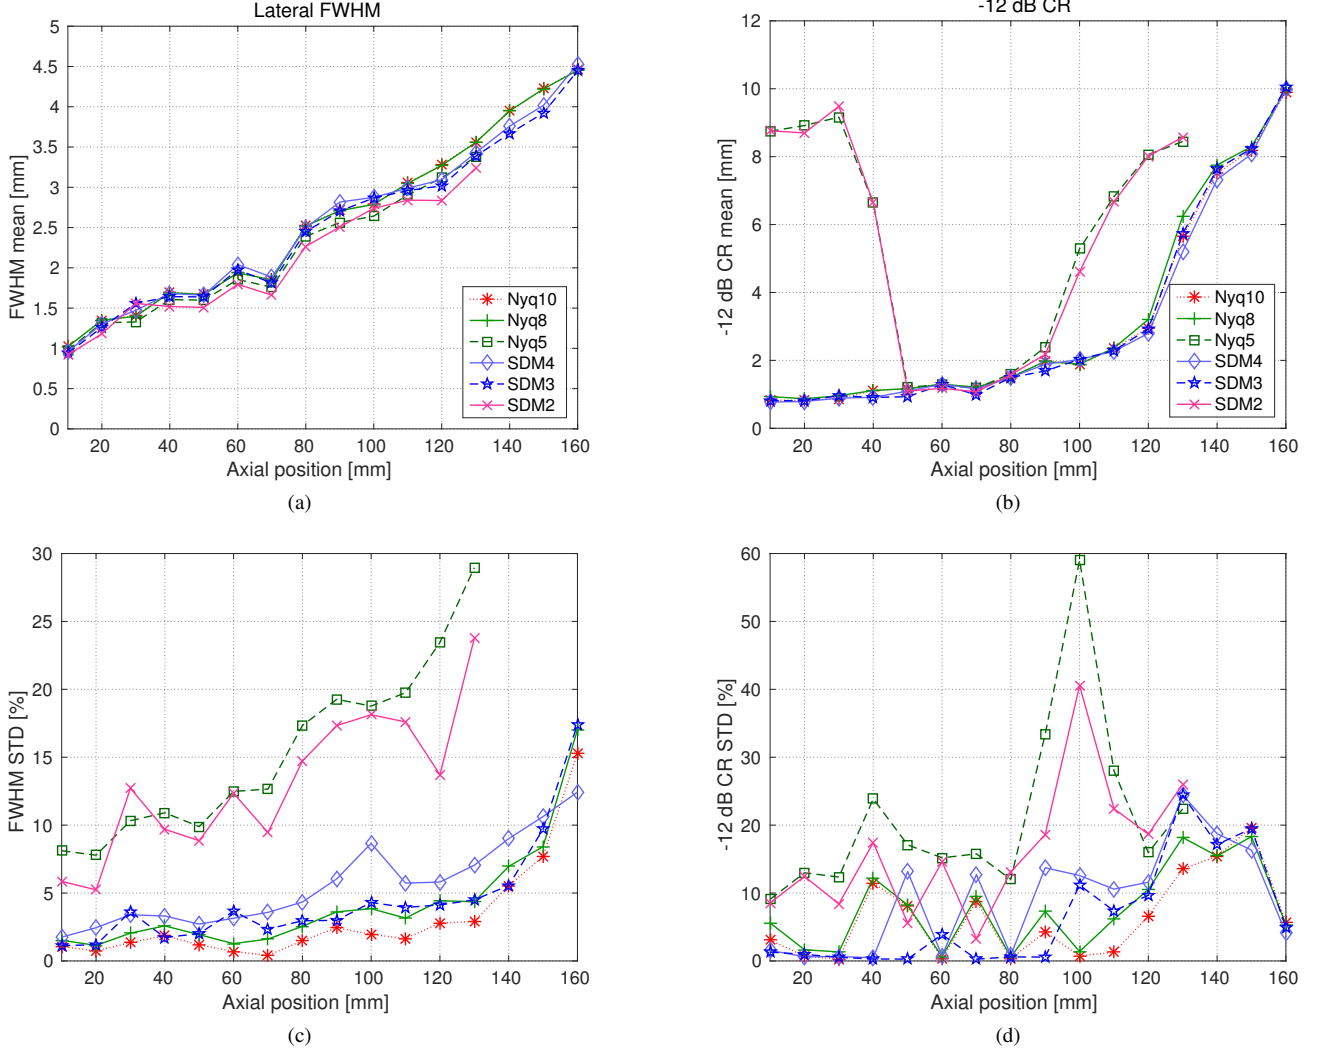 Lateral FWHM
5
4.5
4
3.5
3
2.5
2
1.5
1
0.5
0
FWHM mean [mm]
Nyq10
Nyq8
Nyq5
SDM4
SDM3
SDM2
20 40 60 80 100 120 140 160
Axial position [mm]
(a)
-12 dB CR
12
10
8
6
4
2
0
-12 dB CR mean [mm]
Nyq10
Nyq8
Nyq5
SDM4
SDM3
SDM2
20 40 60 80 100 120 140 160
Axial position [mm]
(b)
30
25
20
15
10
5
0
FWHM STD [%]
20 40 60 80 100 120 140 160
Axial position [mm]
(c)
60
50
40
30
20
10
0
-12 dB CR STD [%]
20 40 60 80 100 120 140 160
Axial position [mm]
(d)